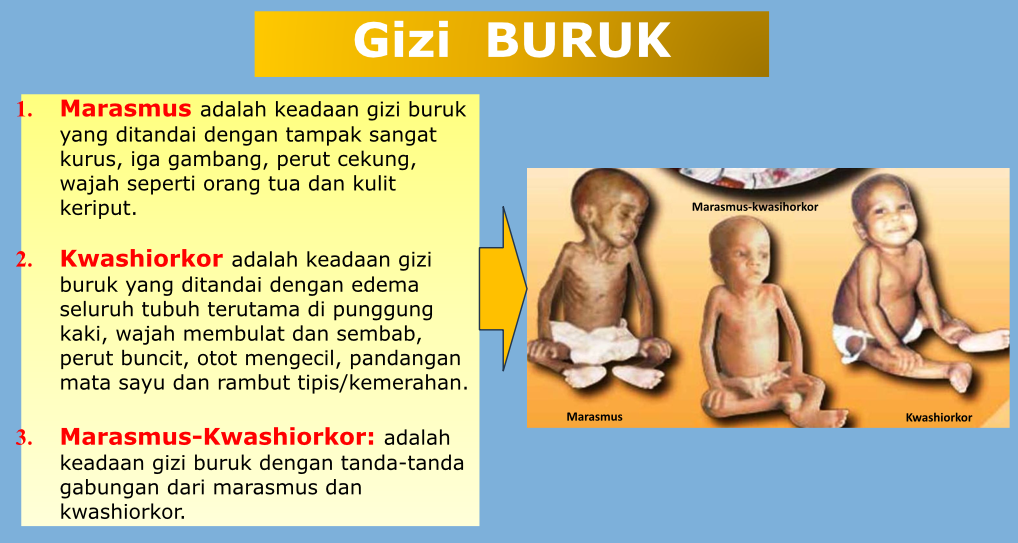 Gizi BURUK
1. Marasmus adalah keadaan gizi buruk
yang ditandai dengan tampak sangat
kurus, iga gambang, perut cekung,
wajah seperti orang tua dan kulit
keriput.
2. Kwashiorkor adalah keadaan gizi
buruk yang ditandai dengan edema
seluruh tubuh terutama di punggung
kaki, wajah membulat dan sembab,
perut buncit, otot mengecil, pandangan
mata sayu dan rambut tipis/kemerahan.
3. Marasmus-Kwashiorkor: adalah
keadaan gizi buruk dengan tanda-tanda
gabungan dari marasmus dan
kwashiorkor.
Marasmus-kwasihorkor
Marasmus
Kwashiorkor